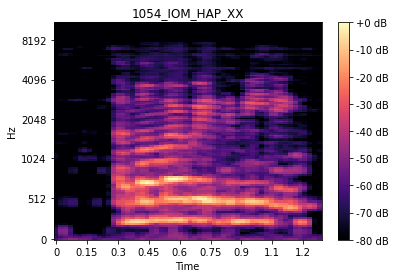 1054_IOM_HAP_XX
8192
4096
2048
1024
512
0
Hz
0 0.15 0.3 0.45 0.6 0.75 0.9 1.1 1.2
Time
+0 dB
-10 dB
-20 dB
-30 dB
-40 dB
-50 dB
-60 dB
-70 dB
-80 dB